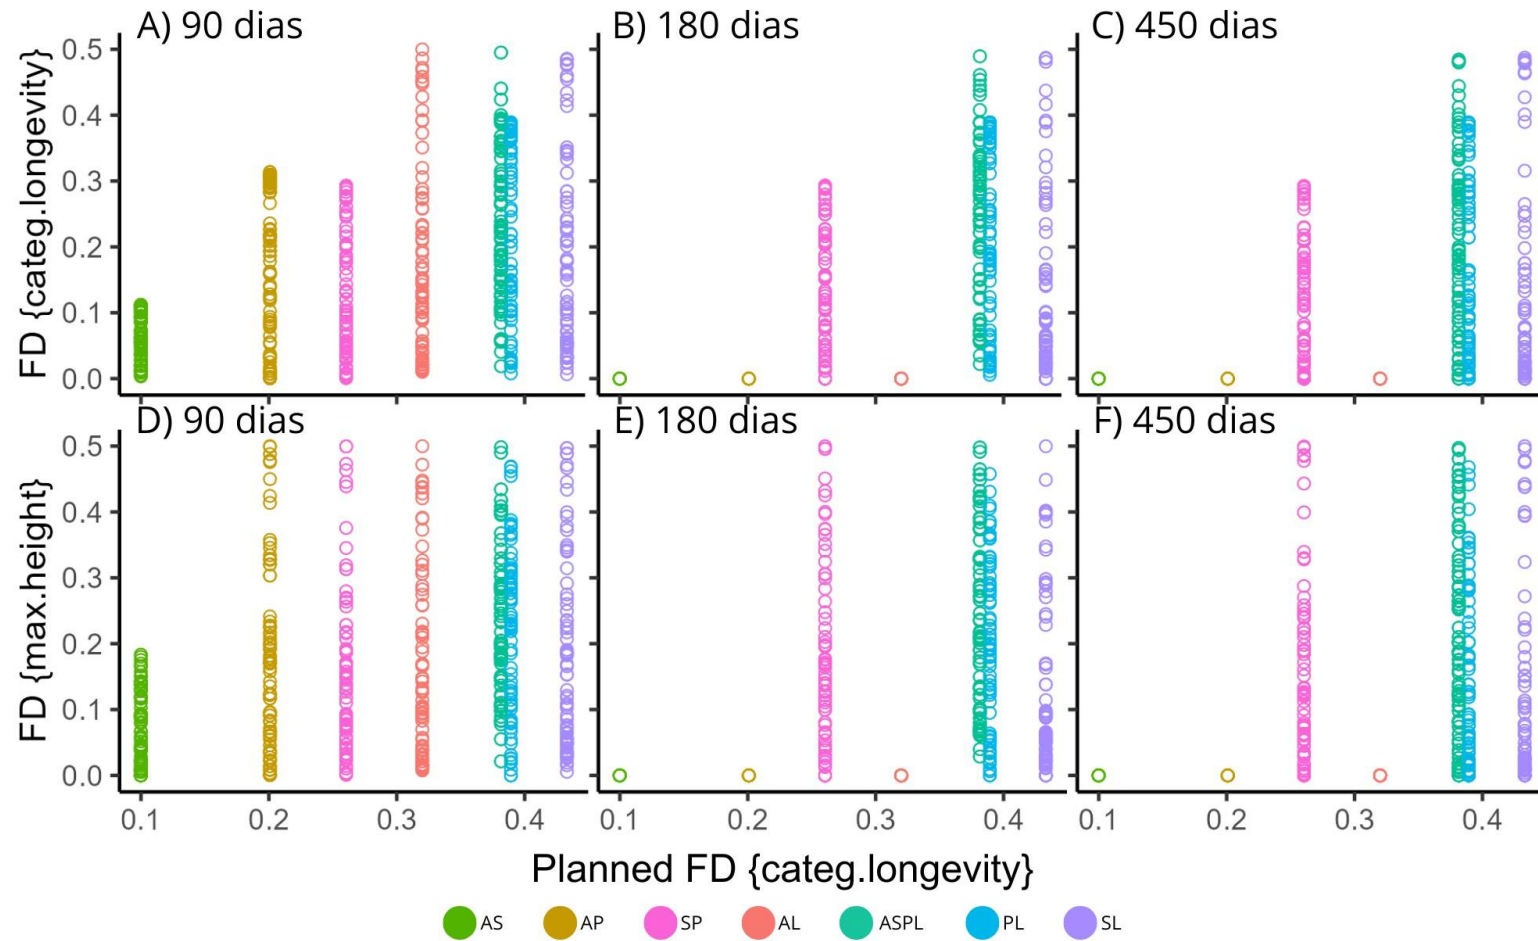 A) 90 dias
B) 180 dias
C) 450 dias
FD {categ.longevity}
0.5
0.4
0.3
0.2
0.1
0.0
D) 90 dias
E) 180 dias
F) 450 dias
FD {max.height}
0.5
0.4
0.3
0.2
0.1
0.0
0.1 0.2 0.3 0.4
0.1 0.2 0.3 0.4
0.1 0.2 0.3 0.4
Planned FD {categ.longevity}
AS AP SP AL ASPL PL SL